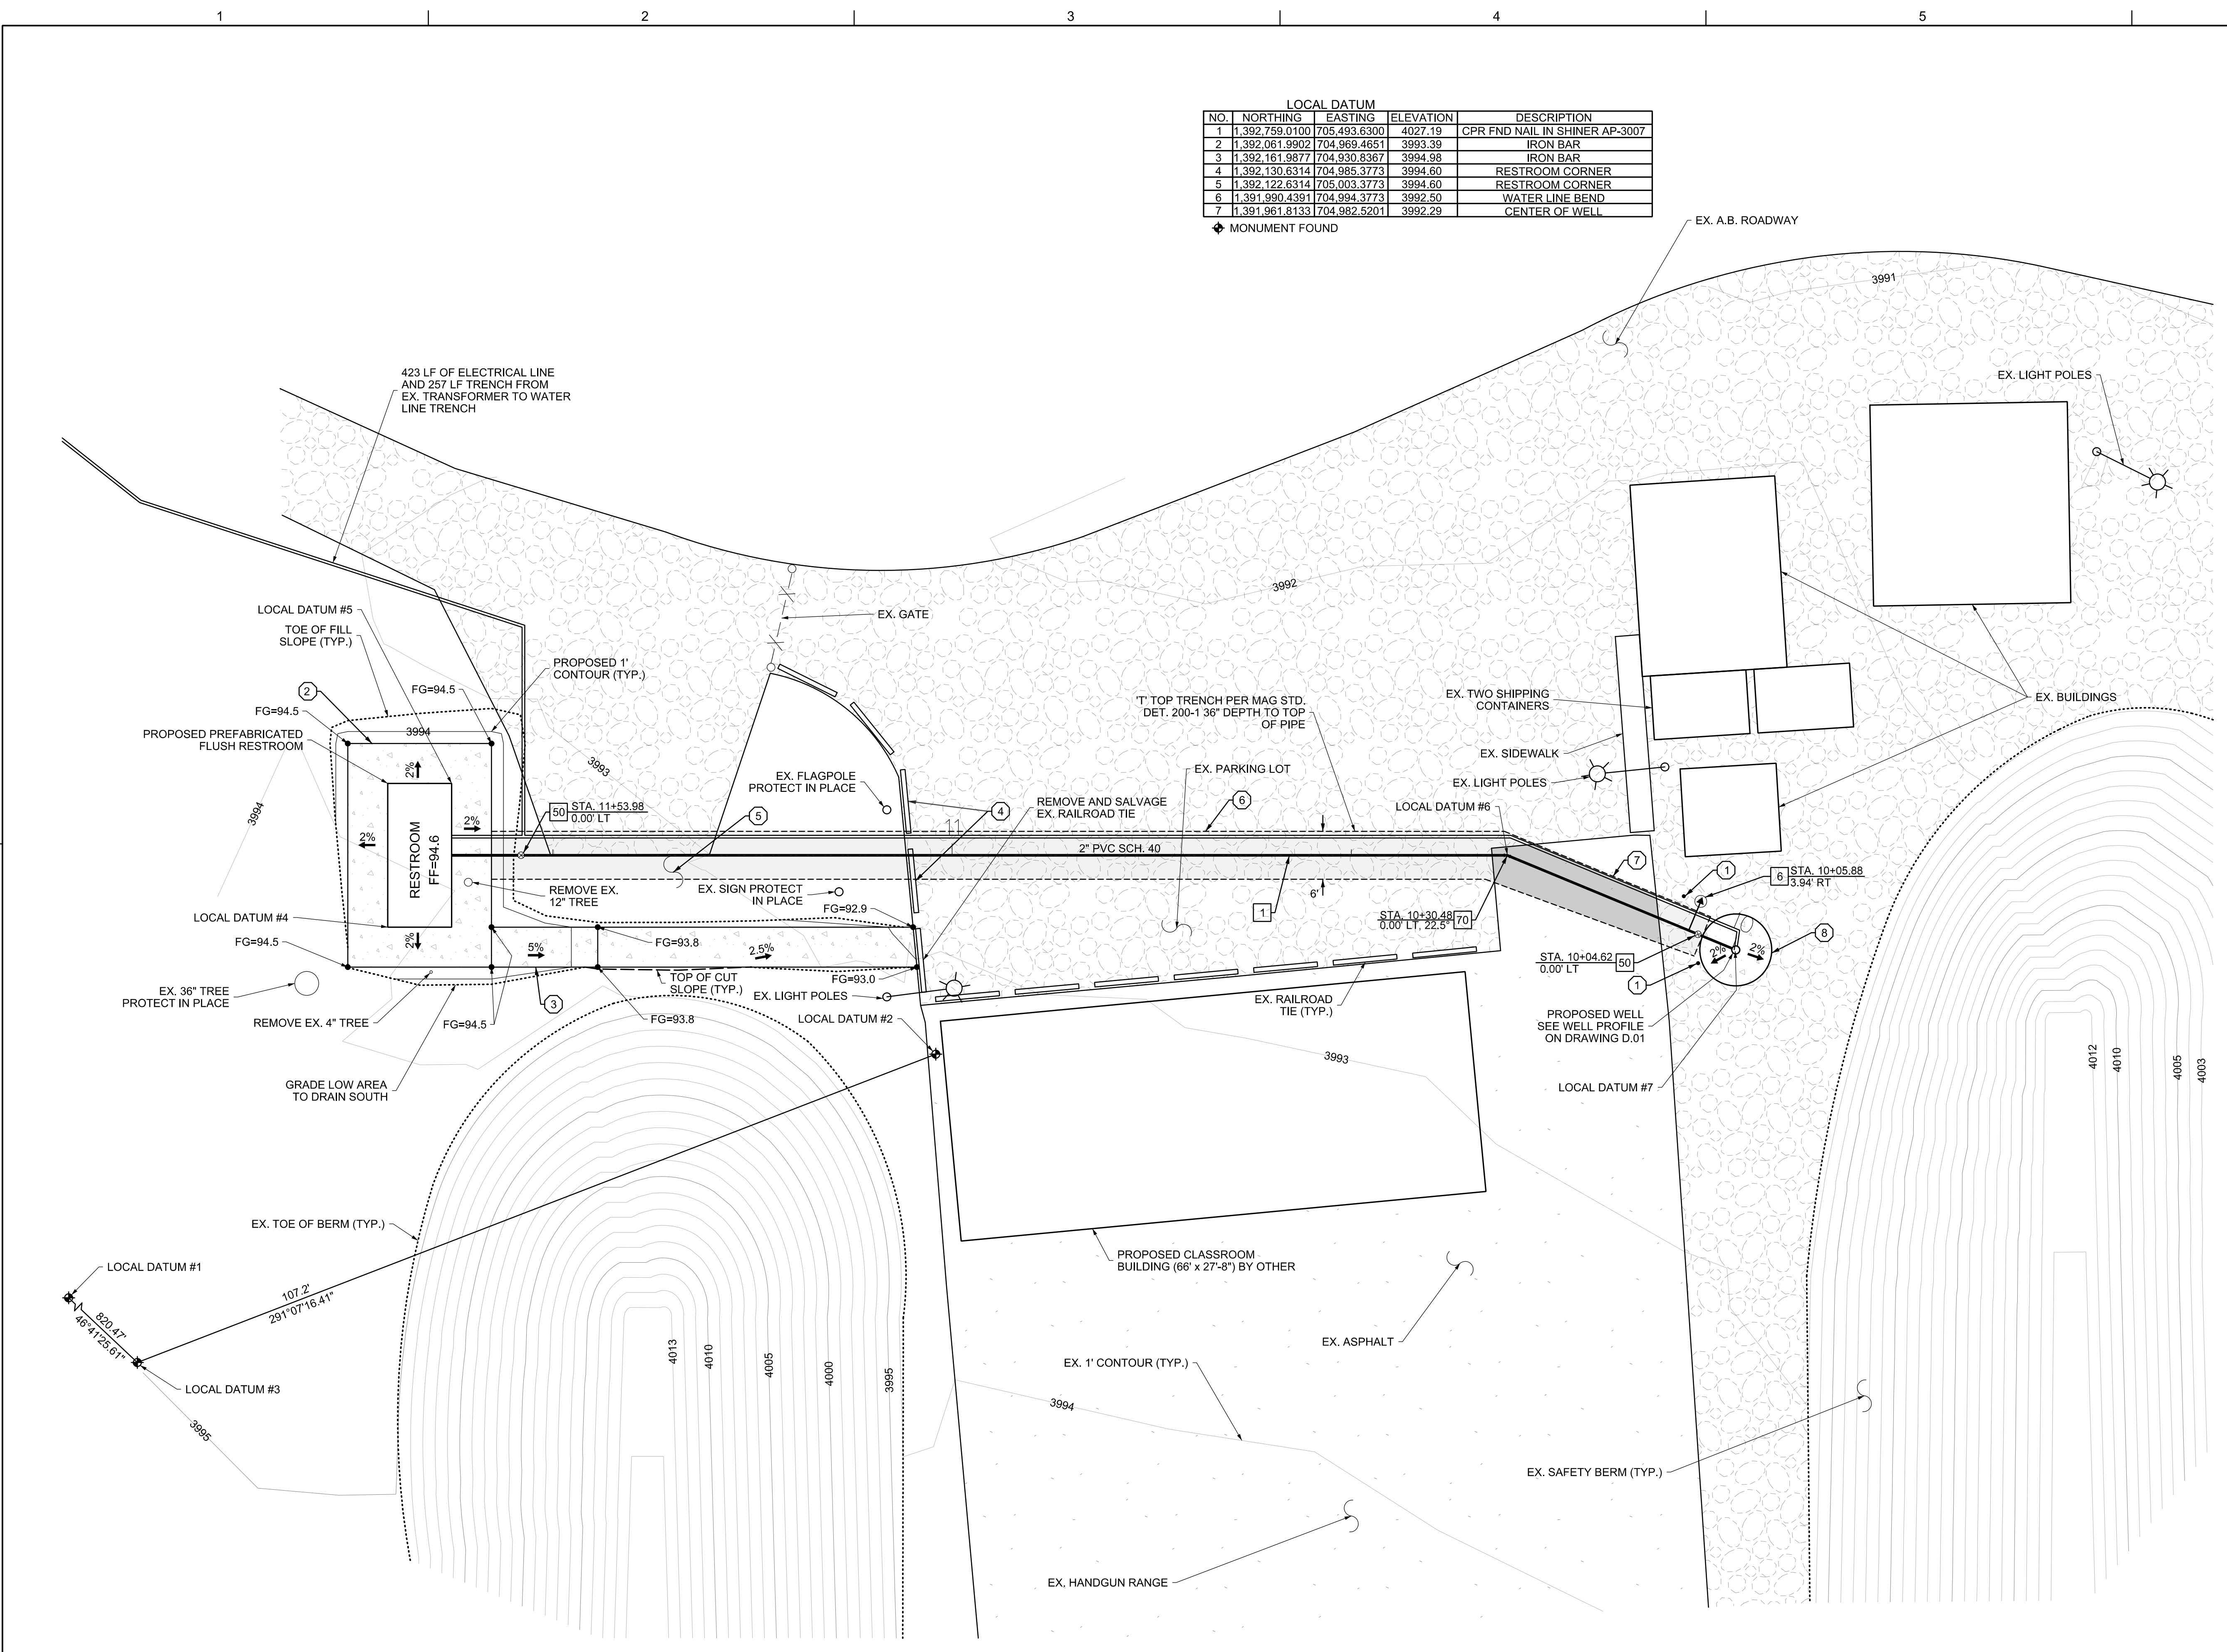 1
2
3
4
5
LOCAL DATUM
NO. NORTHING EASTING ELEVATION DESCRIPTION
1 1,392,759.0100 705,493.6300 4027.19 CPR FND NAIL IN SHINER AP-3007
2 1,392,061.9902 704,969.4651 3993.39 IRON BAR
3 1,392,161.9877 704,930.8367 3994.98 IRON BAR
4 1,392,130.6314 704,985.3773 3994.60 RESTROOM CORNER
5 1,392,122.6314 705,003.3773 3994.60 RESTROOM CORNER
6 1,391,990.4391 704,994.3773 3992.50 WATER LINE BEND
7 1,391,961.8133 704,982.5201 3992.29 CENTER OF WELL
MONUMENT FOUND
EX. A.B. ROADWAY
3991
423 LF OF ELECTRICAL LINE
AND 257 LF TRENCH FROM
EX. TRANSFORMER TO WATER
LINE TRENCH
EX. LIGHT POLES
3992
LOCAL DATUM #5
TOE OF FILL
SLOPE (TYP.)
EX. GATE
PROPOSED 1'
CONTOUR (TYP.)
2
FG=94.5
FG=94.5
3994
PROPOSED PREFABRICATED
FLUSH RESTROOM
'T' TOP TRENCH PER MAG STD.
DET. 200-1 36" DEPTH TO TOP
OF PIPE
EX. TWO SHIPPING
CONTAINERS
EX. BUILDINGS
EX. SIDEWALK
EX. LIGHT POLES
2%
3993
EX. FLAGPOLE
PROTECT IN PLACE
EX. PARKING LOT
3994
50 STA. 11+53.98
0.00' LT
5
4
REMOVE AND SALVAGE
EX. RAILROAD TIE
6
LOCAL DATUM #6
2%
2%
RESTROOM
FF=94.6
11
2" PVC SCH. 40
7
1
6 STA. 10+05.88
3.94' RT
REMOVE EX.
12" TREE
EX. SIGN PROTECT
IN PLACE
6'
FG=92.9
1
STA. 10+30.48 70
0.00' LT, 22.5°
LOCAL DATUM #4
FG=94.5
2%
5%
FG=93.8
2.5%
8
2%
2%
STA. 10+04.62 50
0.00' LT
1
EX. 36" TREE
PROTECT IN PLACE
TOP OF CUT
SLOPE (TYP.)
FG=93.0
EX. LIGHT POLES
3
EX. RAILROAD
TIE (TYP.)
REMOVE EX. 4" TREE
FG=94.5
FG=93.8
LOCAL DATUM #2
PROPOSED WELL
SEE WELL PROFILE
ON DRAWING D.01
3993
4012
4010
4005
4003
GRADE LOW AREA
TO DRAIN SOUTH
LOCAL DATUM #7
EX. TOE OF BERM (TYP.)
PROPOSED CLASSROOM
BUILDING (66' x 27'-8") BY OTHER
LOCAL DATUM #1
107.2'
291°07'16.41"
820.47'
46°41'25.61"
LOCAL DATUM #3
4013
4010
4005
4000
3995
EX. ASPHALT
EX. 1' CONTOUR (TYP.)
3994
3995
EX. SAFETY BERM (TYP.)
EX, HANDGUN RANGE